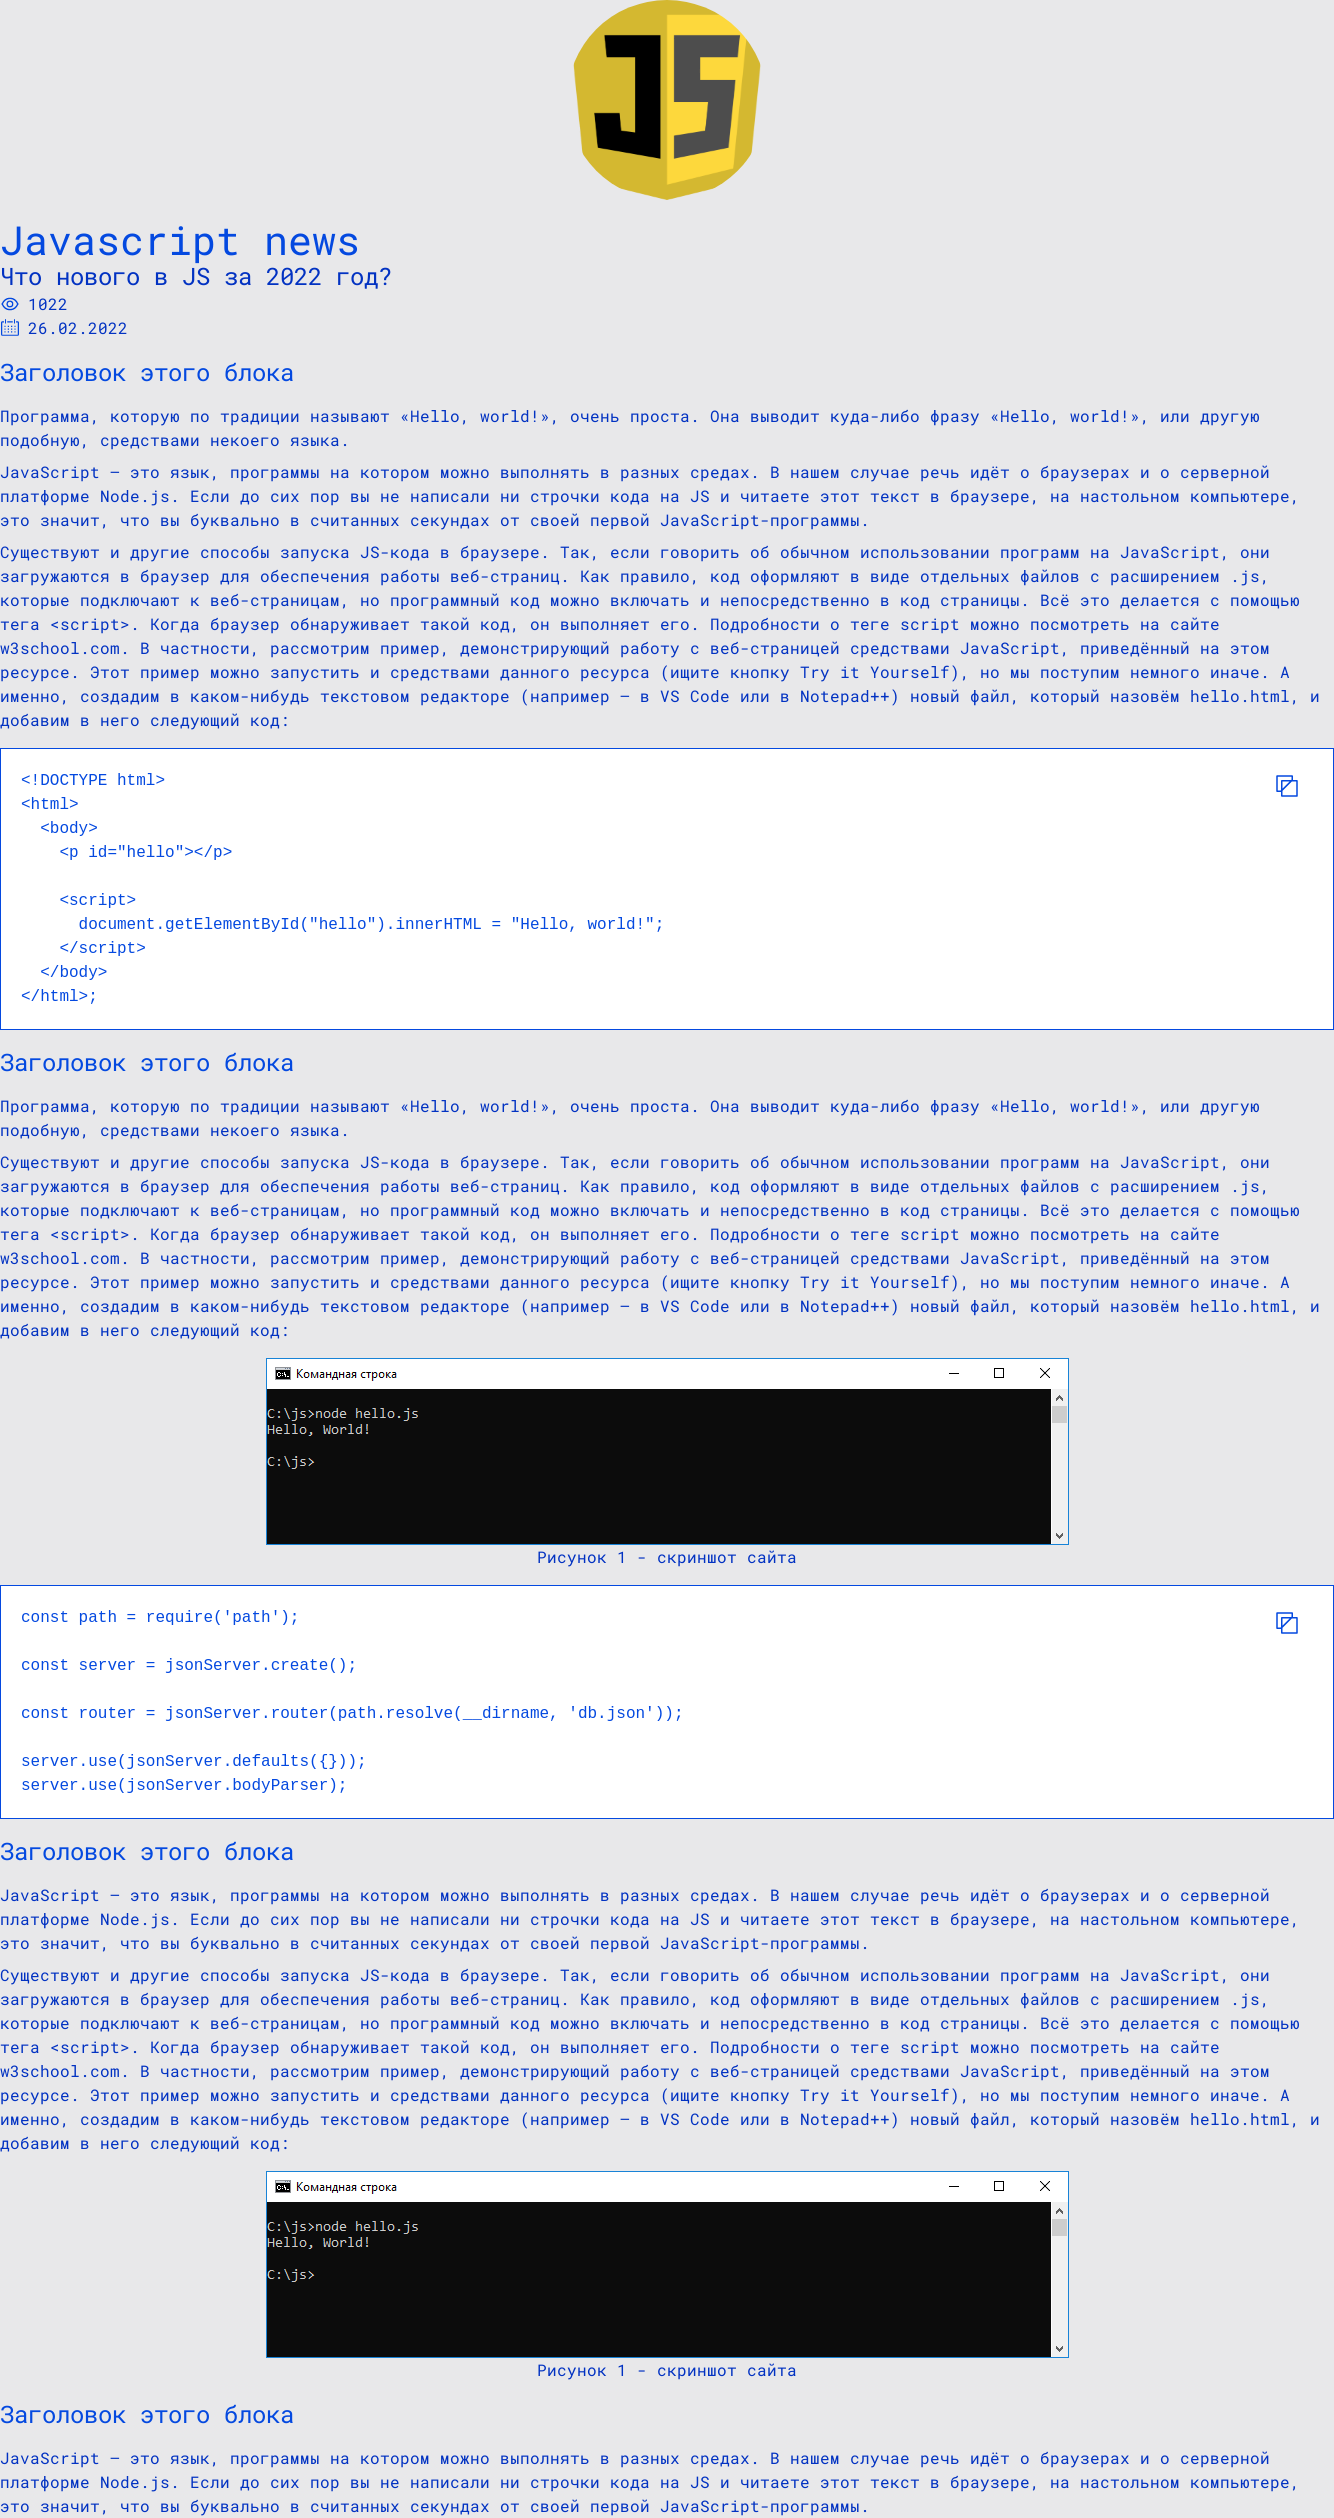 JS
Javascript news
Что нового в JS за 2022 год?
1022
26.02.2022
Заголовок этого блока
Программа, которую по традиции называют «Hello, world!», очень проста. Она выводит куда-либо фразу «Hello, world!», или другую
подобную, средствами некоего языка.
JavaScript — это язык, программы на котором можно выполнять в разных средах. В нашем случае речь идёт о браузерах и о серверной
платформе Node.js. Если до сих пор вы не написали ни строчки кода на JS и читаете этот текст в браузере, на настольном компьютере,
это значит, что вы буквально в считанных секундах от своей первой JavaScript-программы.
Существуют и другие способы запуска JS-кода в браузере. Так, если говорить об обычном использовании программ на JavaScript, они
загружаются в браузер для обеспечения работы веб-страниц. Как правило, код оформляют в виде отдельных файлов с расширением .js,
которые подключают к веб-страницам, но программный код можно включать и непосредственно в код страницы. Всё это делается с помощью
тега <script>. Когда браузер обнаруживает такой код, он выполняет его. Подробности о теге script можно посмотреть на сайте
w3school.com. В частности, рассмотрим пример, демонстрирующий работу с веб-страницей средствами JavaScript, приведённый на этом
ресурсе. Этот пример можно запустить и средствами данного ресурса (ищите кнопку Try it Yourself), но мы поступим немного иначе. А
именно, создадим в каком-нибудь текстовом редакторе (например — в VS Code или в Notepad++) новый файл, который назовём hello.html, и
добавим в него следующий код:
<!DOCTYPE html>
<html>
  <body>
    <p id="hello"></p>

    <script>
      document.getElementById("hello").innerHTML = "Hello, world!";
    </script>
  </body>
</html>;
Заголовок этого блока
Программа, которую по традиции называют «Hello, world!», очень проста. Она выводит куда-либо фразу «Hello, world!», или другую
подобную, средствами некоего языка.
Существуют и другие способы запуска JS-кода в браузере. Так, если говорить об обычном использовании программ на JavaScript, они
загружаются в браузер для обеспечения работы веб-страниц. Как правило, код оформляют в виде отдельных файлов с расширением .js,
которые подключают к веб-страницам, но программный код можно включать и непосредственно в код страницы. Всё это делается с помощью
тега <script>. Когда браузер обнаруживает такой код, он выполняет его. Подробности о теге script можно посмотреть на сайте
w3school.com. В частности, рассмотрим пример, демонстрирующий работу с веб-страницей средствами JavaScript, приведённый на этом
ресурсе. Этот пример можно запустить и средствами данного ресурса (ищите кнопку Try it Yourself), но мы поступим немного иначе. А
именно, создадим в каком-нибудь текстовом редакторе (например — в VS Code или в Notepad++) новый файл, который назовём hello.html, и
добавим в него следующий код:
Командная строка
C:\js>node hello.js
Hello, World!
C:\js>
Рисунок 1 - скриншот сайта
const path = require('path');

const server = jsonServer.create();

const router = jsonServer.router(path.resolve(__dirname, 'db.json'));

server.use(jsonServer.defaults({}));
server.use(jsonServer.bodyParser);
Заголовок этого блока
JavaScript — это язык, программы на котором можно выполнять в разных средах. В нашем случае речь идёт о браузерах и о серверной
платформе Node.js. Если до сих пор вы не написали ни строчки кода на JS и читаете этот текст в браузере, на настольном компьютере,
это значит, что вы буквально в считанных секундах от своей первой JavaScript-программы.
Существуют и другие способы запуска JS-кода в браузере. Так, если говорить об обычном использовании программ на JavaScript, они
загружаются в браузер для обеспечения работы веб-страниц. Как правило, код оформляют в виде отдельных файлов с расширением .js,
которые подключают к веб-страницам, но программный код можно включать и непосредственно в код страницы. Всё это делается с помощью
тега <script>. Когда браузер обнаруживает такой код, он выполняет его. Подробности о теге script можно посмотреть на сайте
w3school.com. В частности, рассмотрим пример, демонстрирующий работу с веб-страницей средствами JavaScript, приведённый на этом
ресурсе. Этот пример можно запустить и средствами данного ресурса (ищите кнопку Try it Yourself), но мы поступим немного иначе. А
именно, создадим в каком-нибудь текстовом редакторе (например — в VS Code или в Notepad++) новый файл, который назовём hello.html, и
добавим в него следующий код:
Командная строка
C:\js>node hello.js
Hello, World!
C:\js>
Рисунок 1 - скриншот сайта
Заголовок этого блока
JavaScript — это язык, программы на котором можно выполнять в разных средах. В нашем случае речь идёт о браузерах и о серверной
платформе Node.js. Если до сих пор вы не написали ни строчки кода на JS и читаете этот текст в браузере, на настольном компьютере,
это значит, что вы буквально в считанных секундах от своей первой JavaScript-программы.